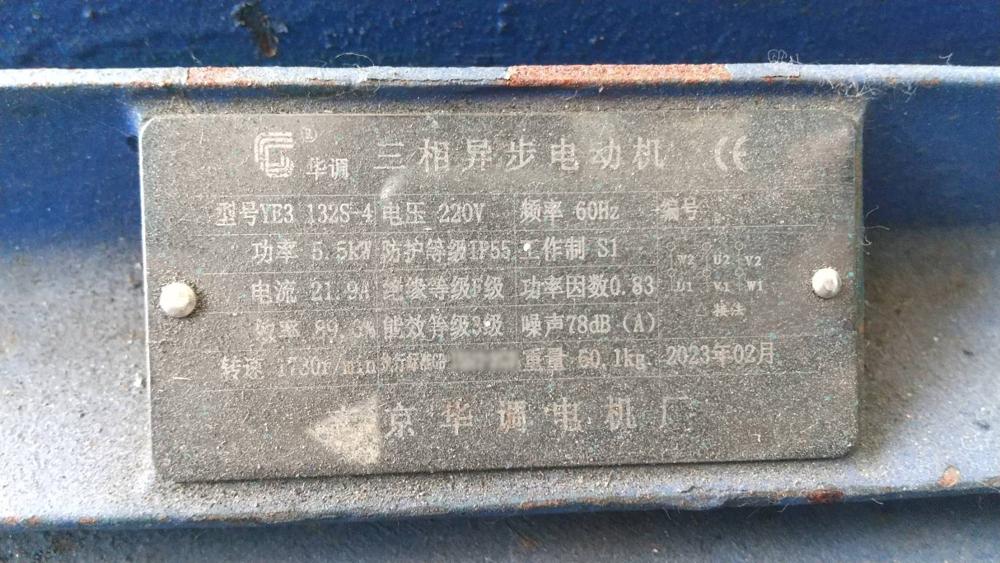 华调 三相异步电动机 CE
型号YE3 132S-4 电压 220V 频率 60Hz 编号
功率 5.5kW 防护等级IP55 工作制 S1
W2 U2 V2
电流 21.9A 绝缘等级F级 功率因数0.83
U1 V1 W1
效率 89.6% 能效等级3级 噪声78dB（A）
接法
转速 1730r/min 重量 60.1kg 2023年02月
京华调电机厂